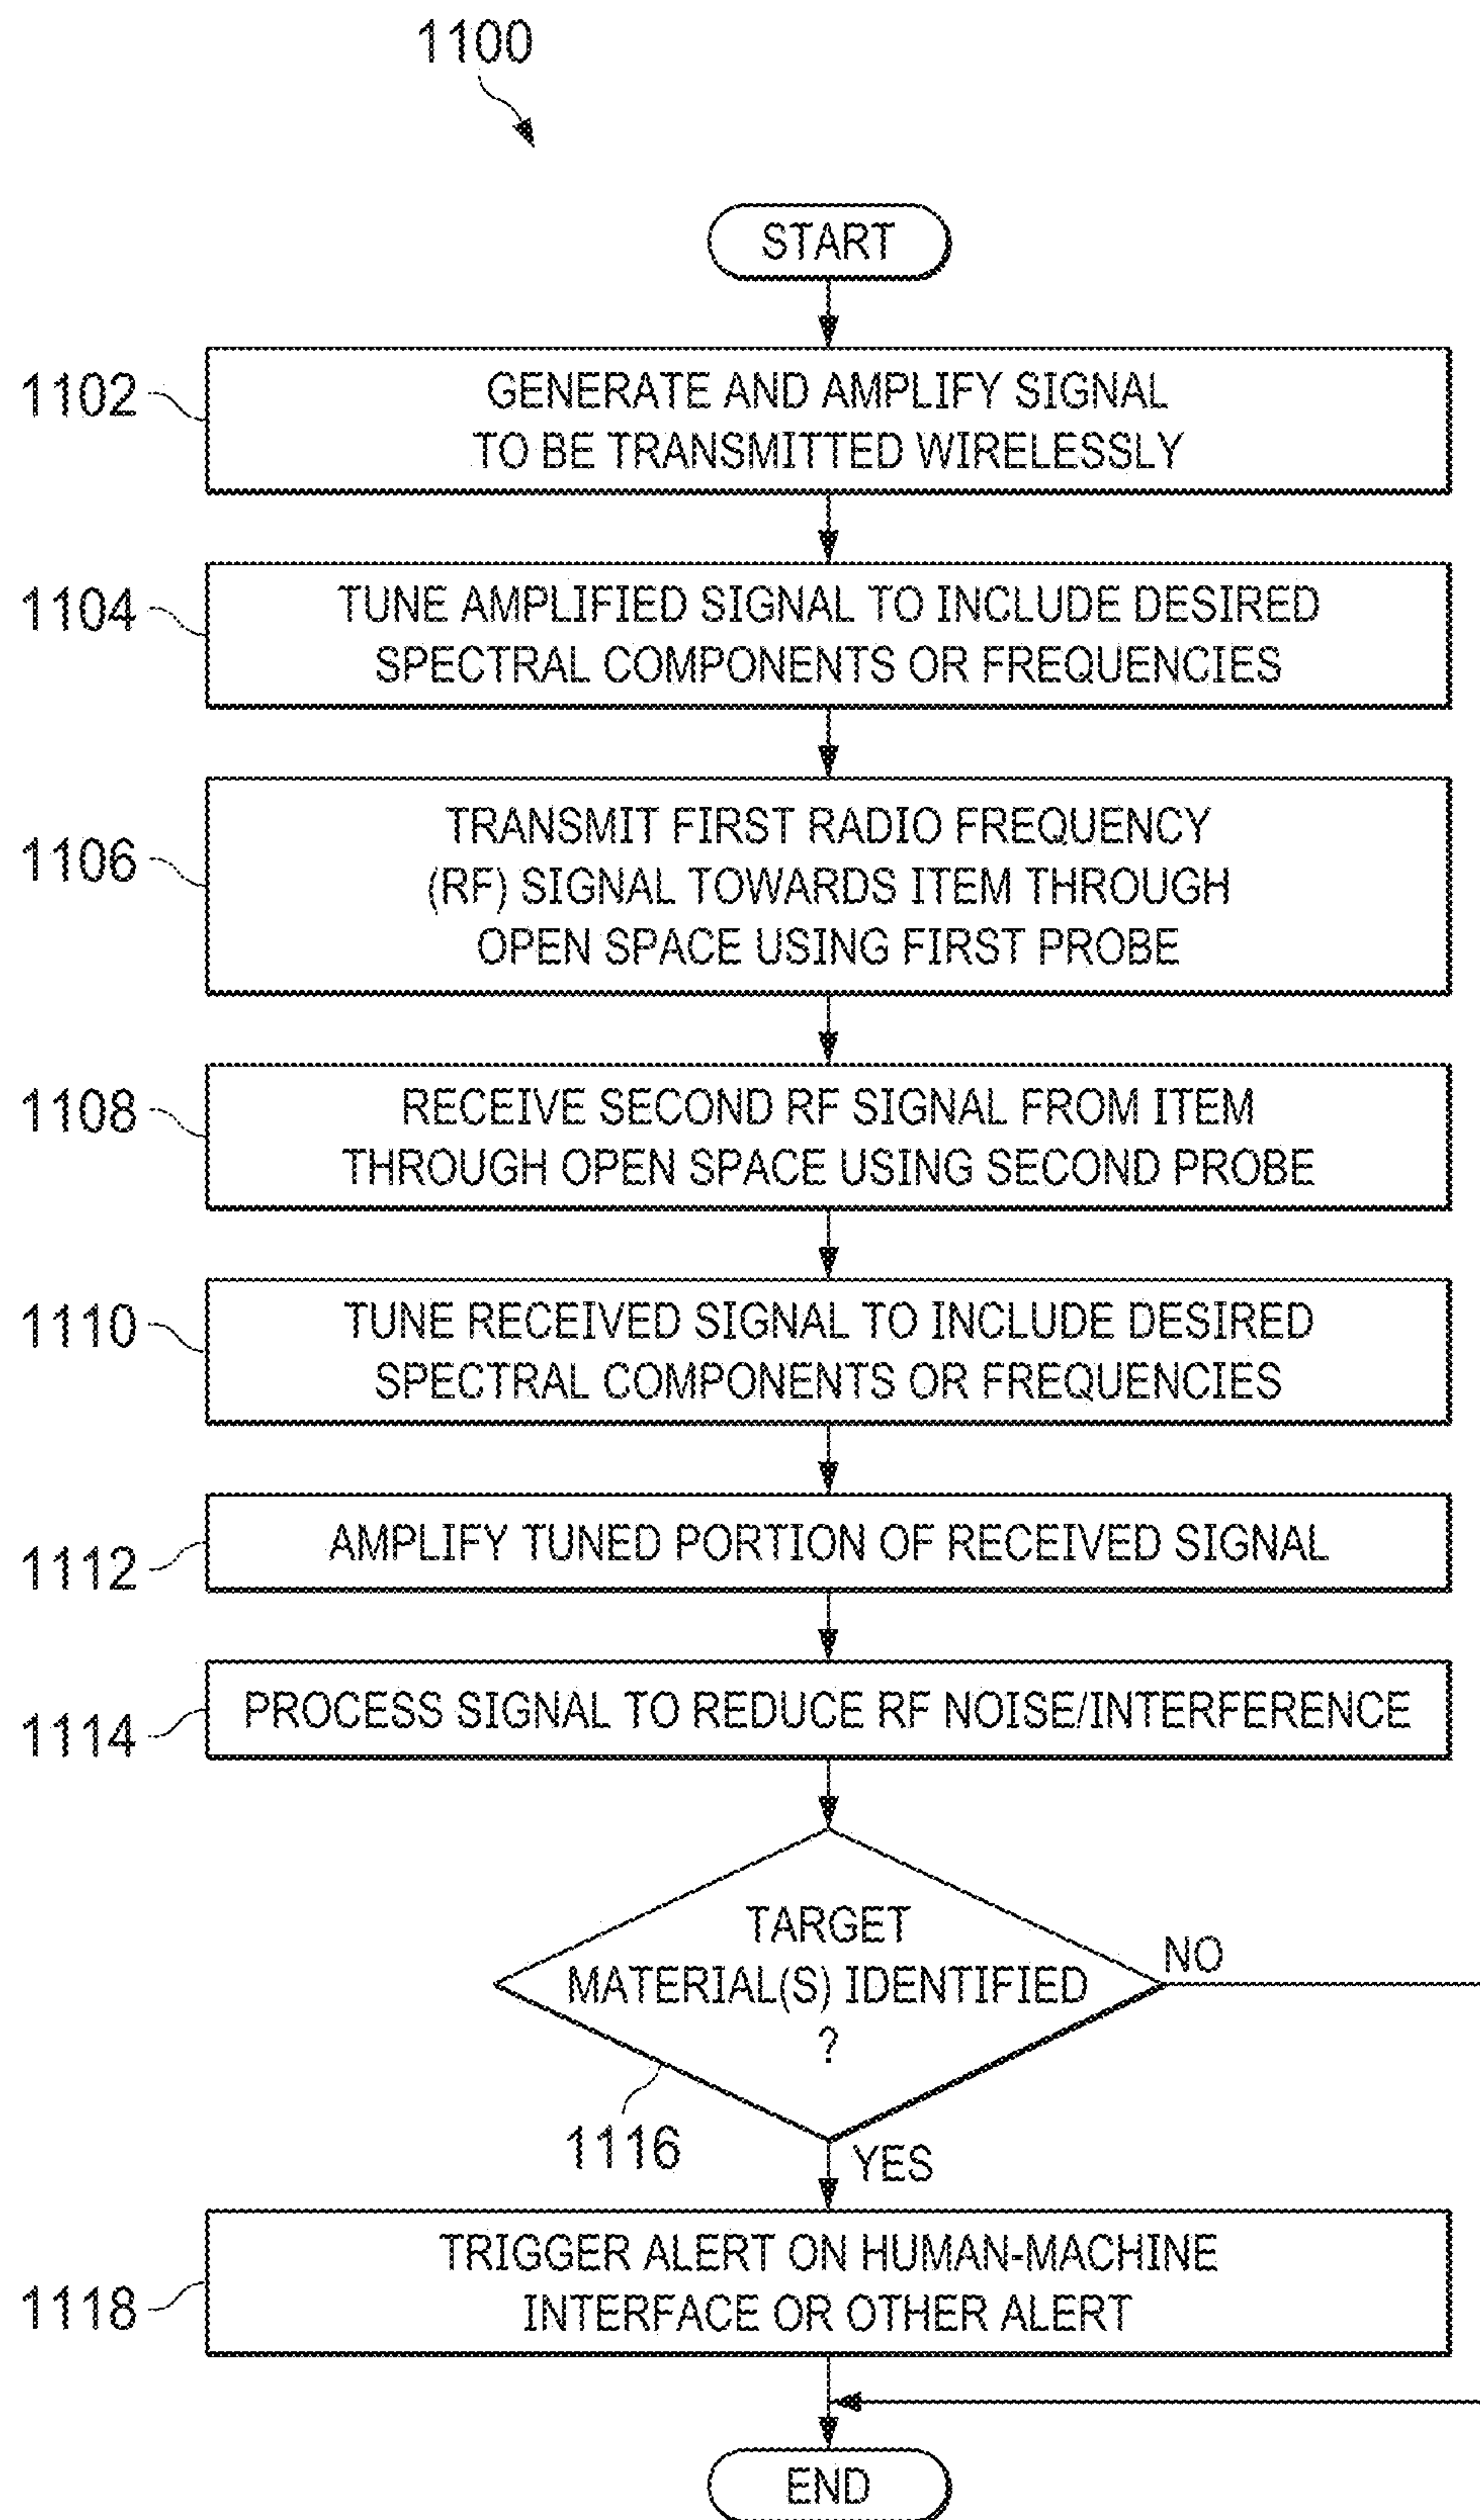 1100
START
1102
GENERATE AND AMPLIFY SIGNAL
TO BE TRANSMITTED WIRELESSLY
1104
TUNE AMPLIFIED SIGNAL TO INCLUDE DESIRED
SPECTRAL COMPONENTS OR FREQUENCIES
1106
TRANSMIT FIRST RADIO FREQUENCY
(RF) SIGNAL TOWARDS ITEM THROUGH
OPEN SPACE USING FIRST PROBE
1108
RECEIVE SECOND RF SIGNAL FROM ITEM
THROUGH OPEN SPACE USING SECOND PROBE
1110
TUNE RECEIVED SIGNAL TO INCLUDE DESIRED
SPECTRAL COMPONENTS OR FREQUENCIES
1112
AMPLIFY TUNED PORTION OF RECEIVED SIGNAL
1114
PROCESS SIGNAL TO REDUCE RF NOISE/INTERFERENCE
TARGET
MATERIAL(S) IDENTIFIED
?
NO
1116
YES
1118
TRIGGER ALERT ON HUMAN-MACHINE
INTERFACE OR OTHER ALERT
END